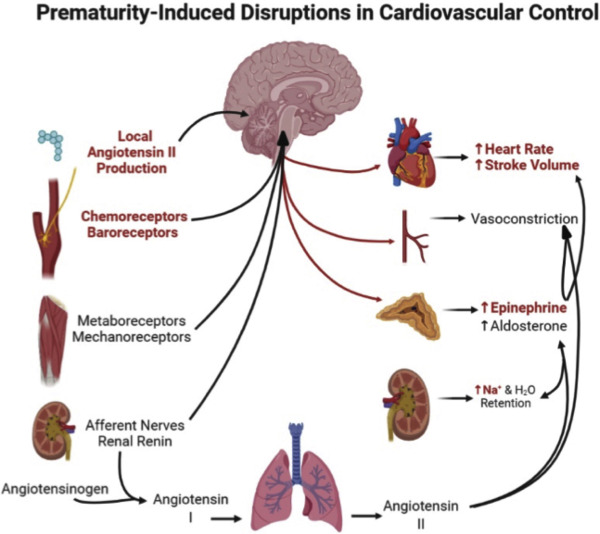 Prematurity-Induced Disruptions in Cardiovascular Control
Local
Angiotensin II
Production
Chemoreceptors
Baroreceptors
Metaboreceptors
Mechanoreceptors
Afferent Nerves
Renal Renin
Angiotensinogen
Angiotensin
I
Angiotensin
II
↑Heart Rate
↑Stroke Volume
Vasoconstriction
↑Epinephrine
↑Aldosterone
↑Na⁺ & H₂O
Retention